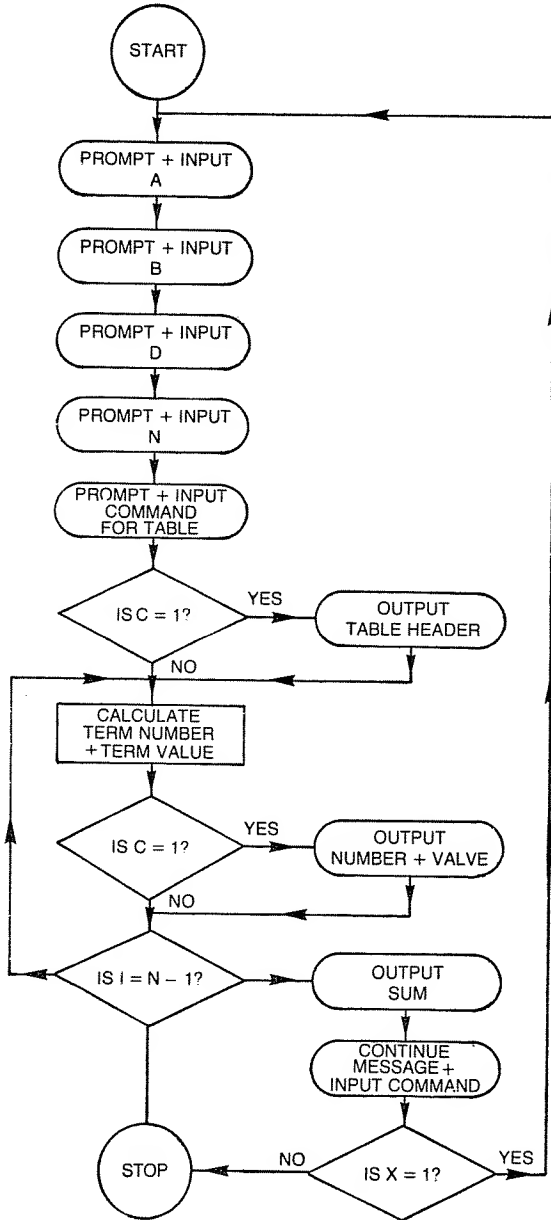 START
PROMPT + INPUT
A
PROMPT + INPUT
B
PROMPT + INPUT
D
PROMPT + INPUT
N
PROMPT + INPUT
COMMAND
FOR TABLE
IS C = 1?
YES
OUTPUT
TABLE HEADER
NO
CALCULATE
TERM NUMBER
+ TERM VALUE
IS C = 1?
YES
OUTPUT
NUMBER + VALVE
NO
IS I = N – 1?
OUTPUT
SUM
CONTINUE
MESSAGE +
INPUT COMMAND
IS X = 1?
YES
NO
STOP